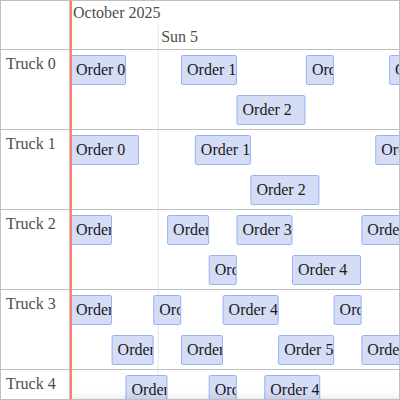 October 2025
Sun 5
Truck 0
Order 0
Order 1
Orc
Order 2
Truck 1
Order 0
Order 1
Or
Order 2
Truck 2
Order
Order
Order 3
Orde
Orc
Order 4
Truck 3
Order
Orc
Order 4
Orc
Order
Order
Order 5
Orde
Truck 4
Order
Orc
Order 4